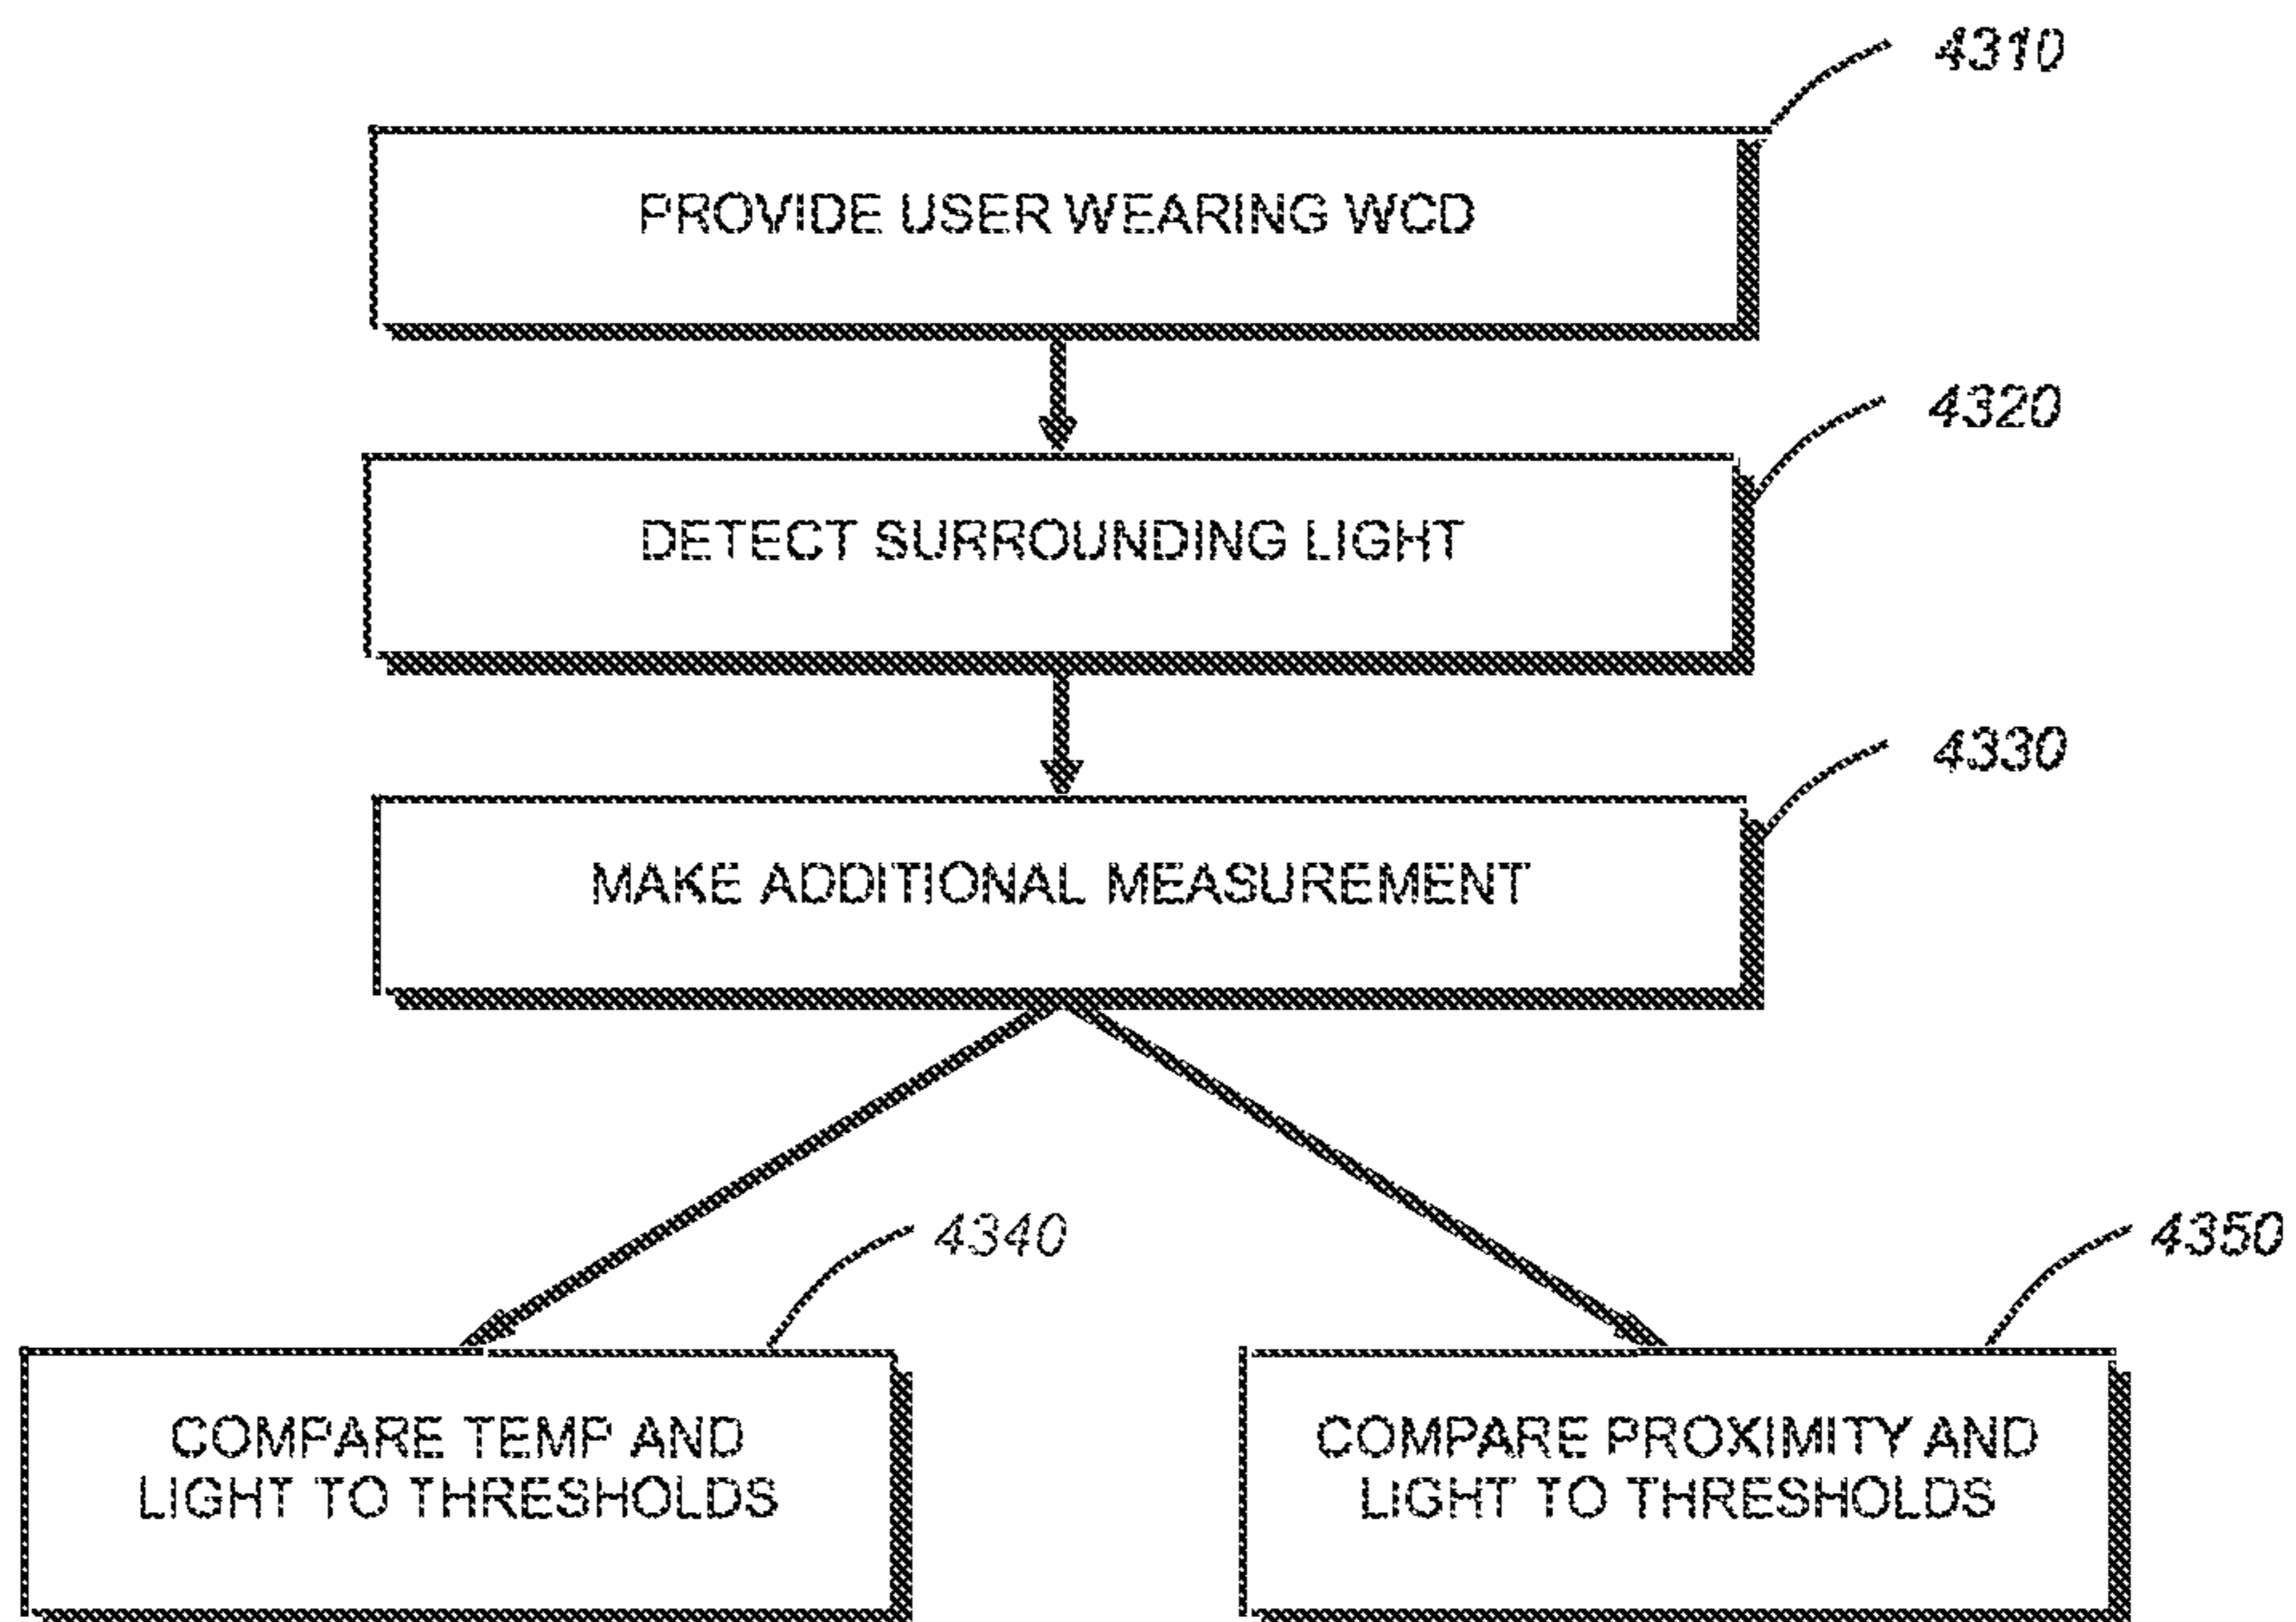 4310
PROVIDE USER WEARING WCD
4320
DETECT SURROUNDING LIGHT
4330
MAKE ADDITIONAL MEASUREMENT
4340
4350
COMPARE TEMP AND
LIGHT TO THRESHOLDS
COMPARE PROXIMITY AND
LIGHT TO THRESHOLDS